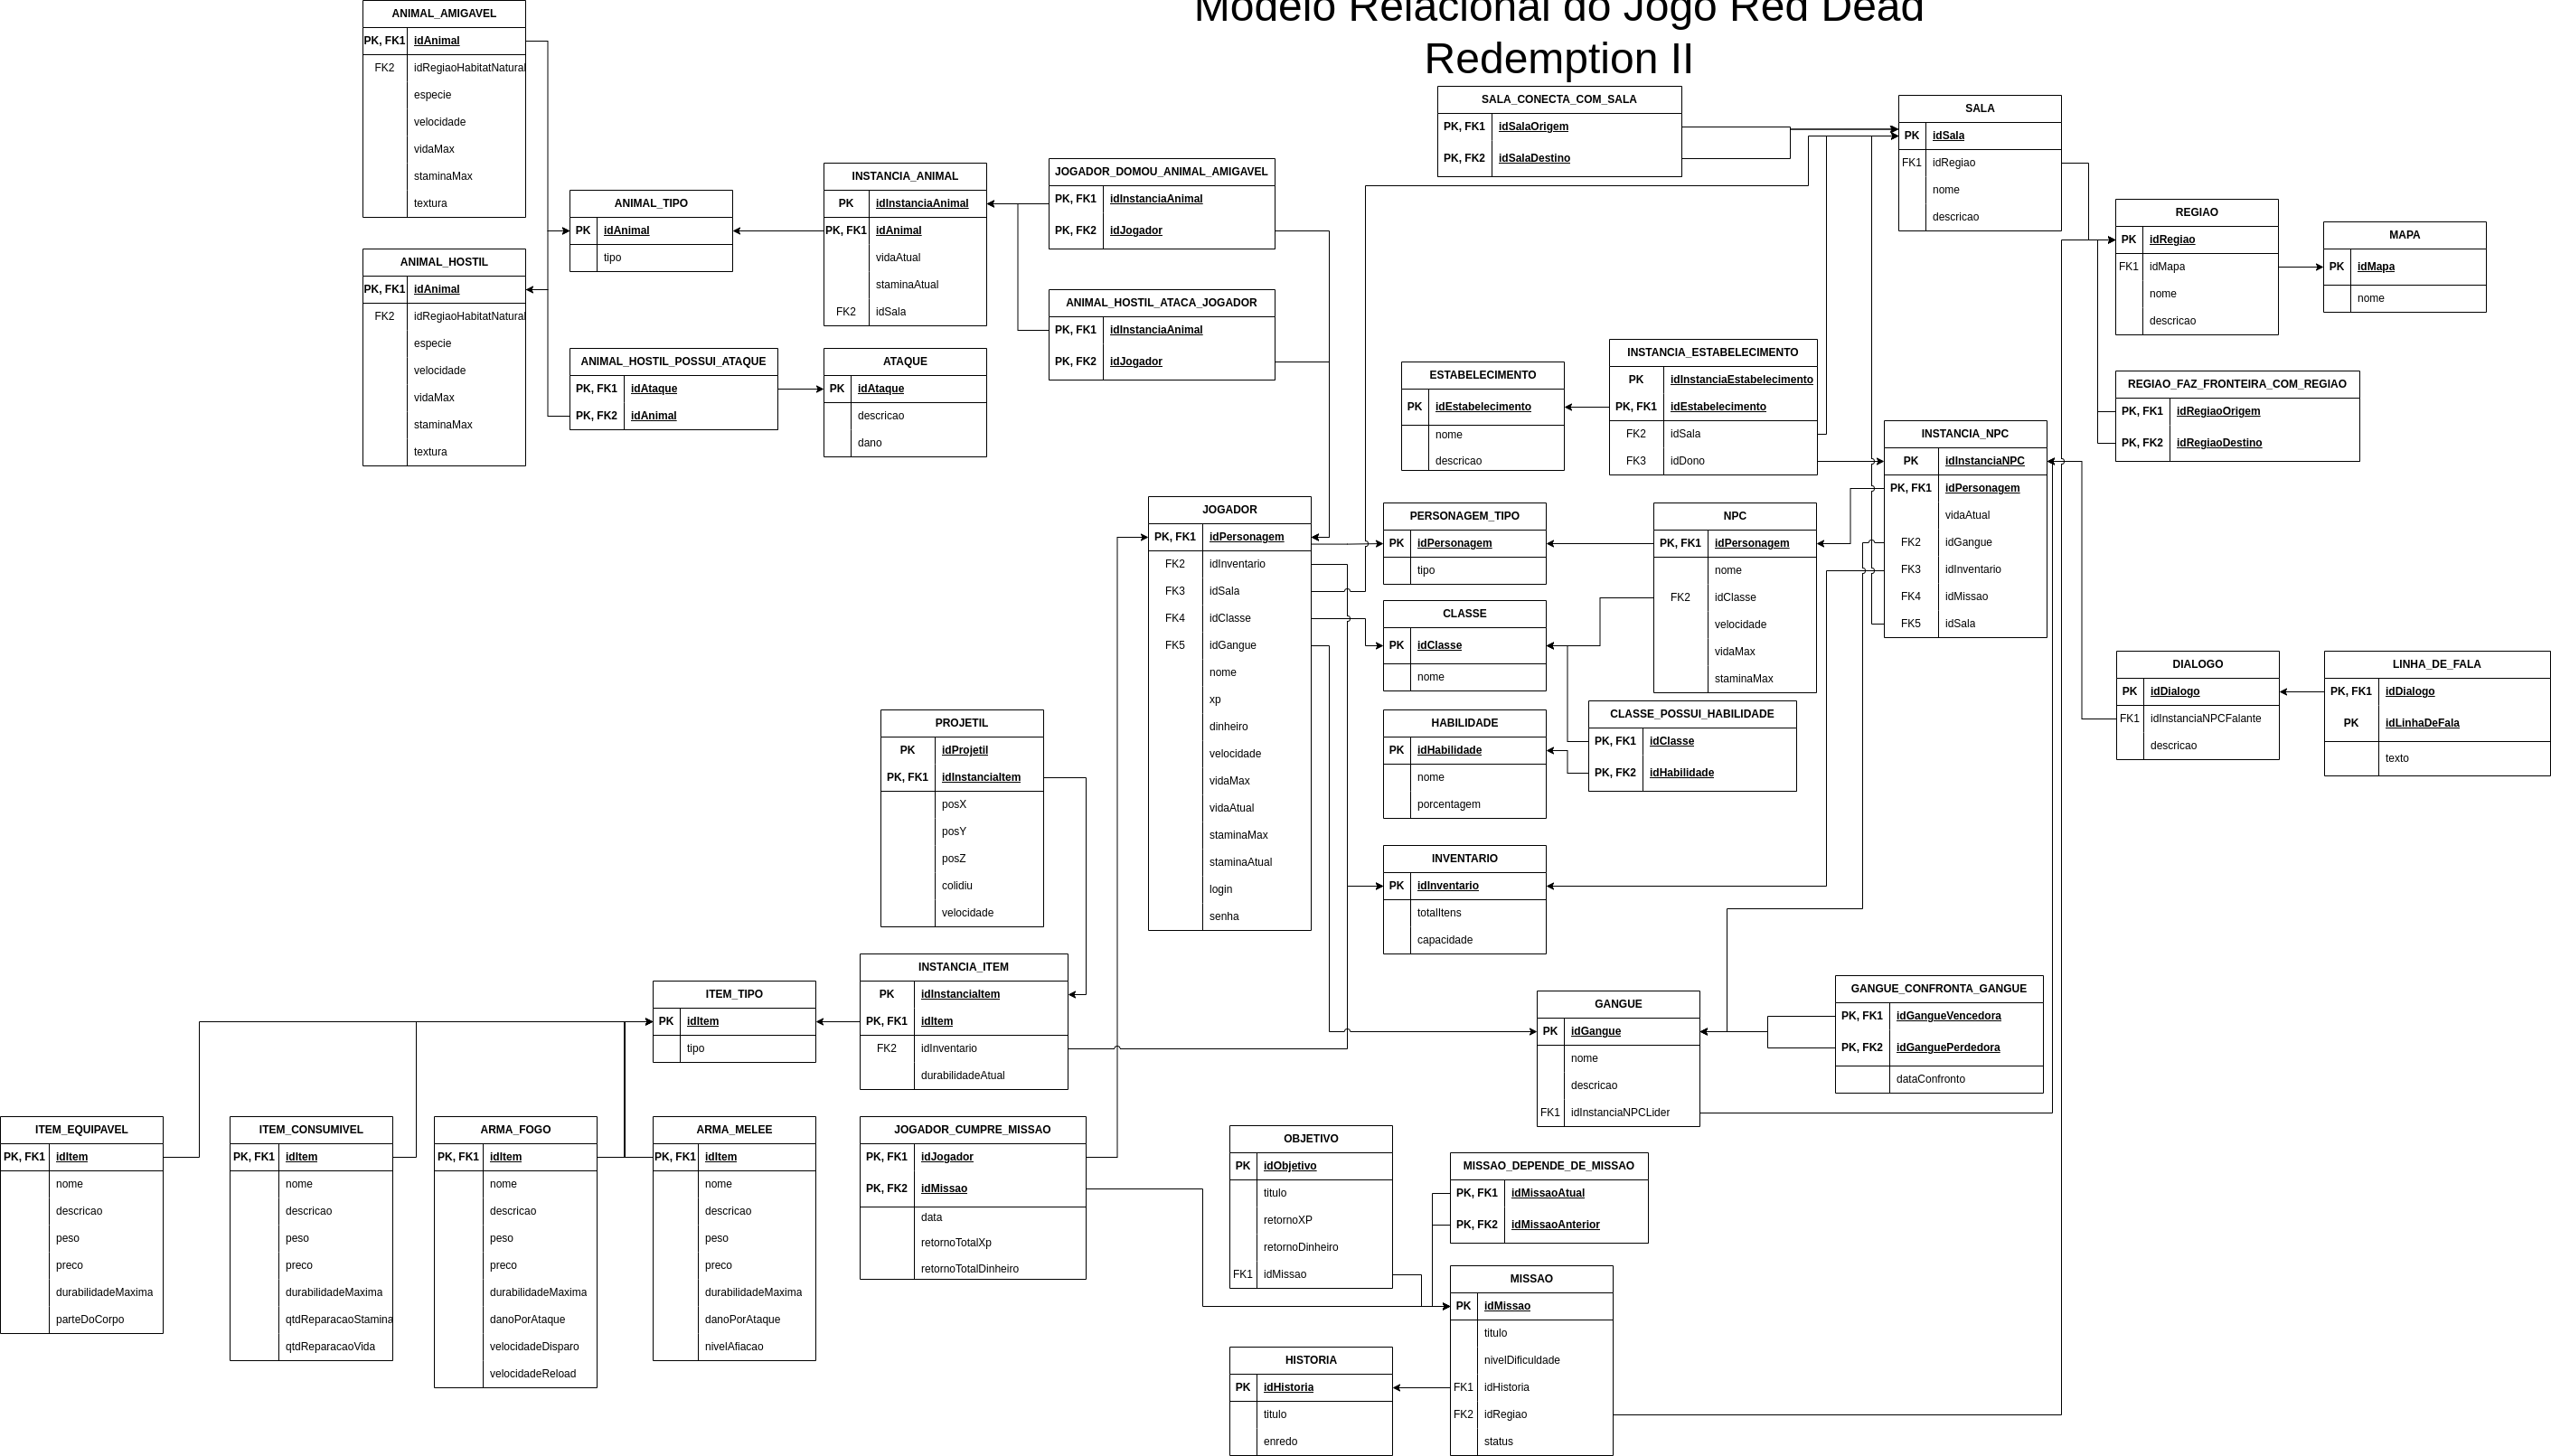 Modelo Relacional do Jogo Red Dead
Redemption II
ANIMAL_AMIGAVEL
PK, FK1 idAnimal
FK2 idRegiaoHabitatNatural
especie
velocidade
vidaMax
staminaMax
textura
ANIMAL_HOSTIL
PK, FK1 idAnimal
FK2 idRegiaoHabitatNatural
especie
velocidade
vidaMax
staminaMax
textura
ANIMAL_TIPO
PK idAnimal
tipo
ANIMAL_HOSTIL_POSSUI_ATAQUE
PK, FK1 idAtaque
PK, FK2 idAnimal
INSTANCIA_ANIMAL
PK idInstanciaAnimal
PK, FK1 idAnimal
vidaAtual
staminaAtual
FK2 idSala
ATAQUE
PK idAtaque
descricao
dano
JOGADOR_DOMOU_ANIMAL_AMIGAVEL
PK, FK1 idInstanciaAnimal
PK, FK2 idJogador
ANIMAL_HOSTIL_ATACA_JOGADOR
PK, FK1 idInstanciaAnimal
PK, FK2 idJogador
SALA_CONECTA_COM_SALA
PK, FK1 idSalaOrigem
PK, FK2 idSalaDestino
SALA
PK idSala
FK1 idRegiao
nome
descricao
REGIAO
PK idRegiao
FK1 idMapa
nome
descricao
MAPA
PK idMapa
nome
REGIAO_FAZ_FRONTEIRA_COM_REGIAO
PK, FK1 idRegiaoOrigem
PK, FK2 idRegiaoDestino
ESTABELECIMENTO
PK idEstabelecimento
nome
descricao
INSTANCIA_ESTABELECIMENTO
PK idInstanciaEstabelecimento
PK, FK1 idEstabelecimento
FK2 idSala
FK3 idDono
INSTANCIA_NPC
PK idInstanciaNPC
PK, FK1 idPersonagem
vidaAtual
FK2 idGangue
FK3 idInventario
FK4 idMissao
FK5 idSala
JOGADOR
PK, FK1 idPersonagem
FK2 idInventario
FK3 idSala
FK4 idClasse
FK5 idGangue
nome
xp
dinheiro
velocidade
vidaMax
vidaAtual
staminaMax
staminaAtual
login
senha
PERSONAGEM_TIPO
PK idPersonagem
tipo
NPC
PK, FK1 idPersonagem
nome
FK2 idClasse
velocidade
vidaMax
staminaMax
CLASSE
PK idClasse
nome
HABILIDADE
PK idHabilidade
nome
porcentagem
CLASSE_POSSUI_HABILIDADE
PK, FK1 idClasse
PK, FK2 idHabilidade
DIALOGO
PK idDialogo
FK1 idInstanciaNPCFalante
descricao
LINHA_DE_FALA
PK, FK1 idDialogo
PK idLinhaDeFala
texto
PROJETIL
PK idProjetil
PK, FK1 idInstanciaItem
posX
posY
posZ
colidiu
velocidade
INVENTARIO
PK idInventario
totalItens
capacidade
ITEM_TIPO
PK idItem
tipo
INSTANCIA_ITEM
PK idInstanciaItem
PK, FK1 idItem
FK2 idInventario
durabilidadeAtual
GANGUE
PK idGangue
nome
descricao
FK1 idInstanciaNPCLider
GANGUE_CONFRONTA_GANGUE
PK, FK1 idGangueVencedora
PK, FK2 idGanguePerdedora
dataConfronto
ITEM_EQUIPAVEL
PK, FK1 idItem
nome
descricao
peso
preco
durabilidadeMaxima
parteDoCorpo
ITEM_CONSUMIVEL
PK, FK1 idItem
nome
descricao
peso
preco
durabilidadeMaxima
qtdReparacaoStamina
qtdReparacaoVida
ARMA_FOGO
PK, FK1 idItem
nome
descricao
peso
preco
durabilidadeMaxima
danoPorAtaque
velocidadeDisparo
velocidadeReload
ARMA_MELEE
PK, FK1 idItem
nome
descricao
peso
preco
durabilidadeMaxima
danoPorAtaque
nivelAfiacao
JOGADOR_CUMPRE_MISSAO
PK, FK1 idJogador
PK, FK2 idMissao
data
retornoTotalXp
retornoTotalDinheiro
OBJETIVO
PK idObjetivo
titulo
retornoXP
retornoDinheiro
FK1 idMissao
MISSAO_DEPENDE_DE_MISSAO
PK, FK1 idMissaoAtual
PK, FK2 idMissaoAnterior
HISTORIA
PK idHistoria
titulo
enredo
MISSAO
PK idMissao
titulo
nivelDificuldade
FK1 idHistoria
FK2 idRegiao
status